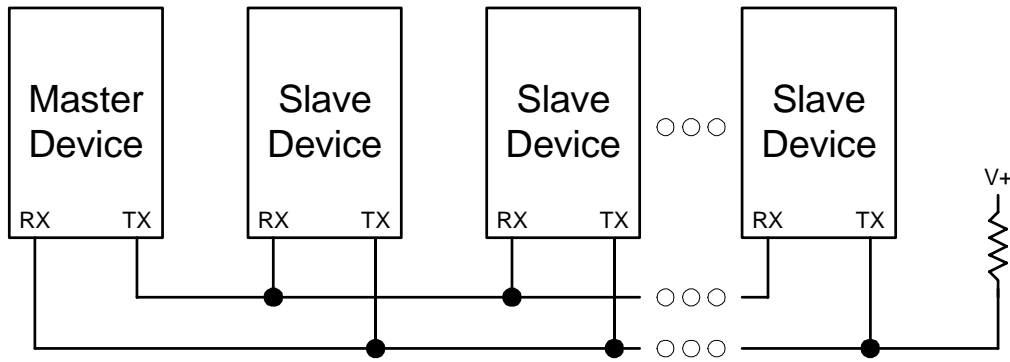 Master
Device
Slave
Device
Slave
Device
Slave
Device
V+
RX TX
RX TX
RX TX
RX TX